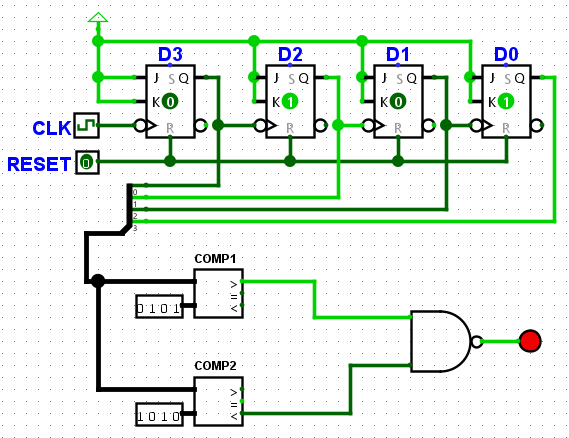 D3 D2 D1 D0
J S Q J S Q J S Q J S Q
K 0 K 1 K 0 K 1
CLK
R R R R
RESET 0
0
1
2
3
COMP1
>
=
<
0 1 0 1
COMP2
>
=
<
1 0 1 0